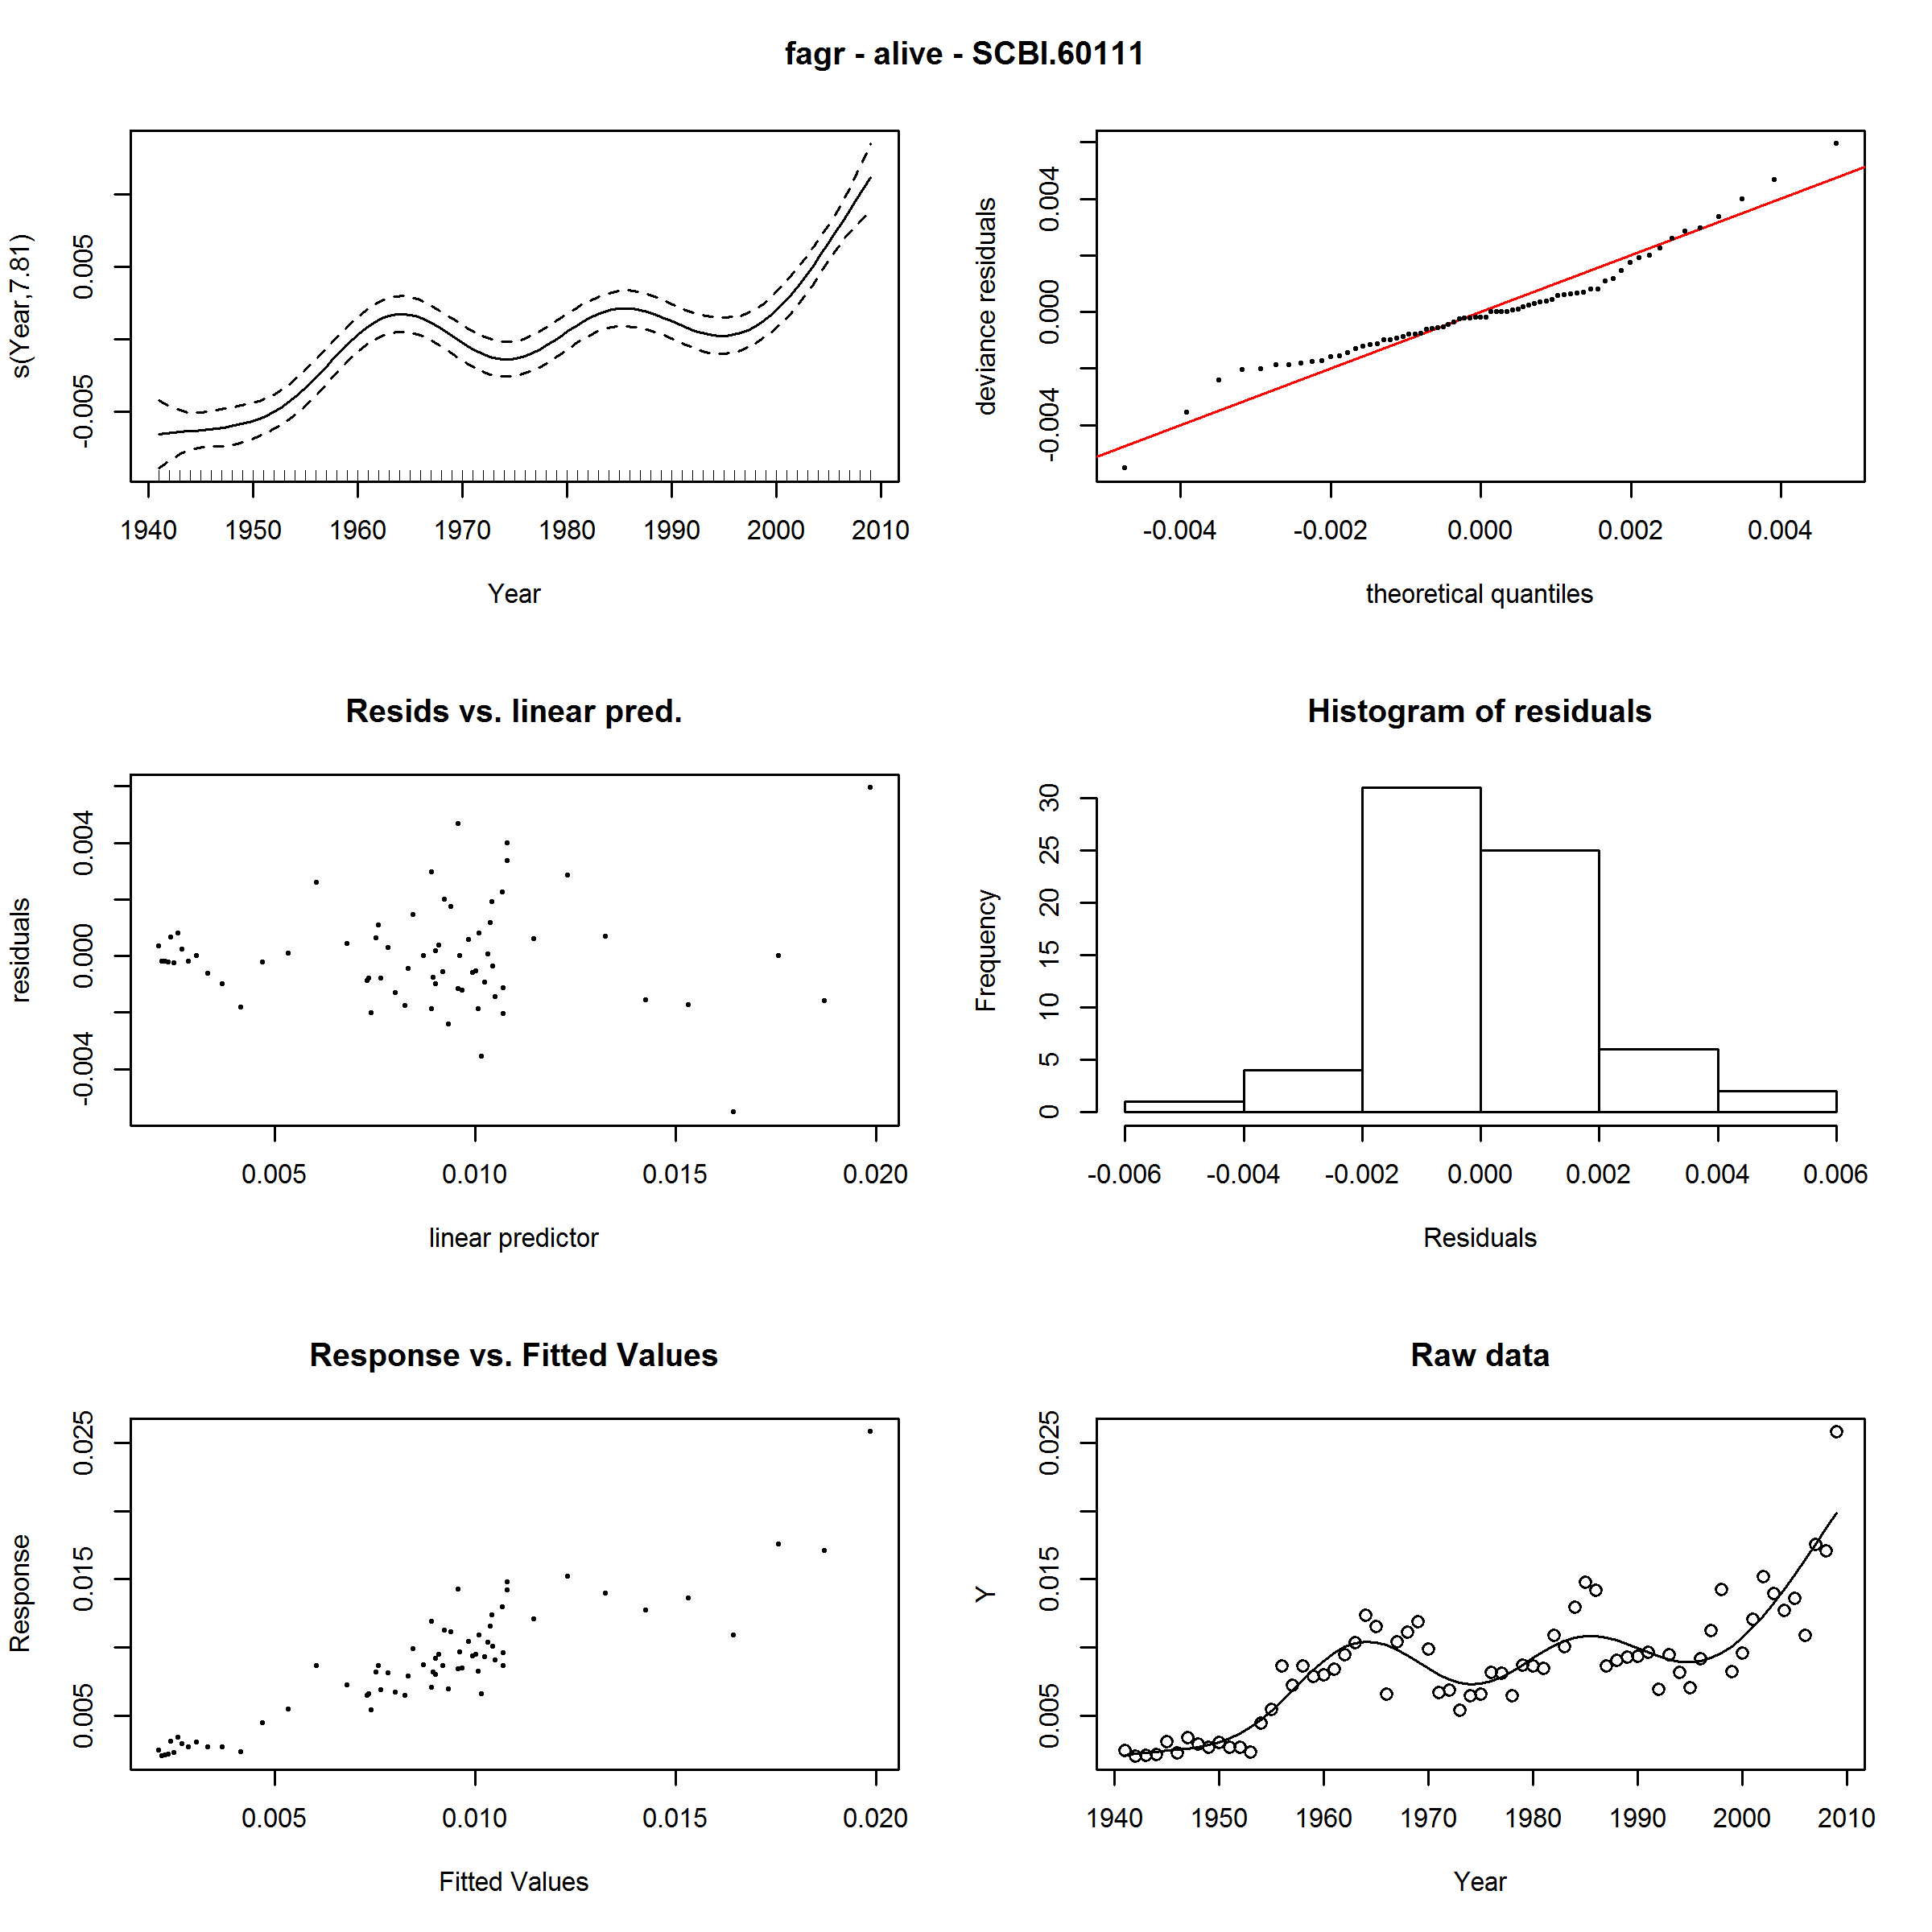 fagr - alive - SCBI.60111
s(Year,7.81)
-0.005 0.005
1940 1950 1960 1970 1980 1990 2000 2010
Year
deviance residuals
-0.004 0.000 0.004
-0.004 -0.002 0.000 0.002 0.004
theoretical quantiles
Resids vs. linear pred.
residuals
-0.004 0.000 0.004
0.005 0.010 0.015 0.020
linear predictor
Histogram of residuals
Frequency
0 5 10 15 20 25 30
-0.006 -0.004 -0.002 0.000 0.002 0.004 0.006
Residuals
Response vs. Fitted Values
Response
0.005 0.015 0.025
0.005 0.010 0.015 0.020
Fitted Values
Raw data
Y
0.005 0.015 0.025
1940 1950 1960 1970 1980 1990 2000 2010
Year